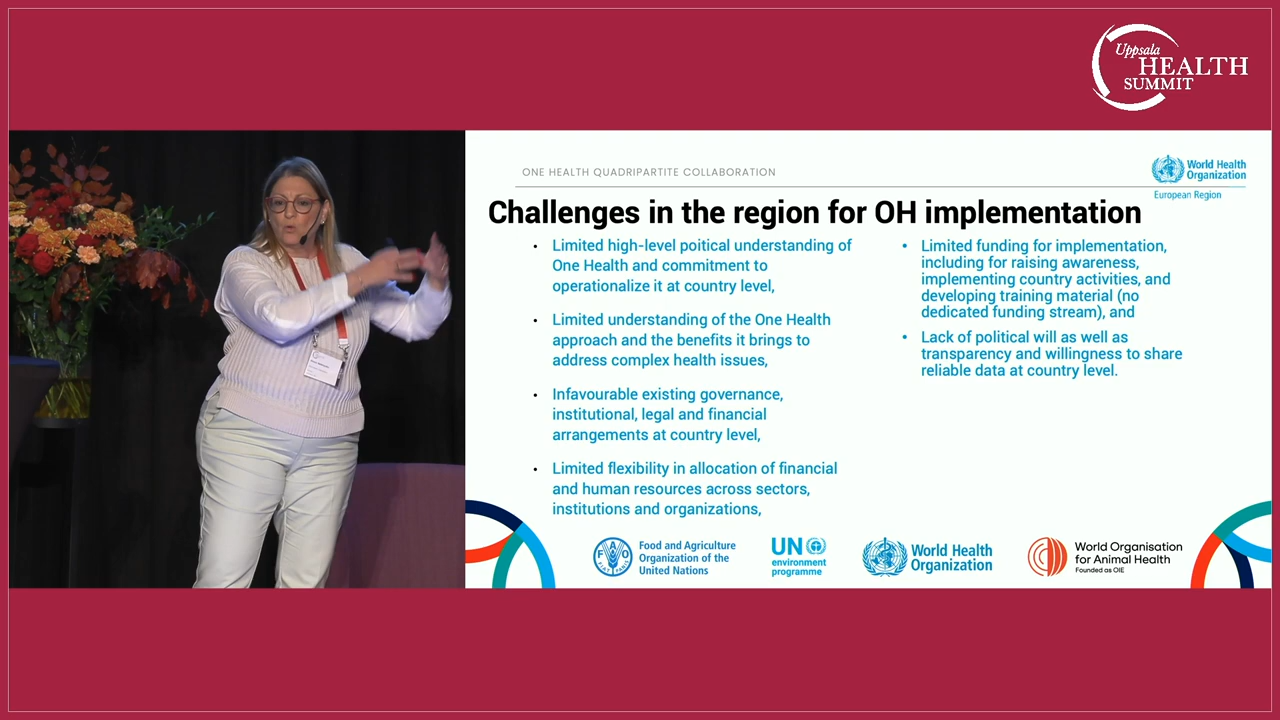 Uppsala
HEALTH
SUMMIT
ONE HEALTH QUADRIPARTITE COLLABORATION
World Health
Organization
European Region
Challenges in the region for OH implementation
• Limited high-level poitical understanding of
One Health and commitment to
operationalize it at country level,
• Limited understanding of the One Health
approach and the benefits it brings to
address complex health issues,
• Infavourable existing governance,
institutional, legal and financial
arrangements at country level,
• Limited flexibility in allocation of financial
and human resources across sectors,
institutions and organizations,
• Limited funding for implementation,
including for raising awareness,
implementing country activities, and
developing training material (no
dedicated funding stream), and
• Lack of political will as well as
transparency and willingness to share
reliable data at country level.
FAO
FIAT PANIS
Food and Agriculture
Organization of the
United Nations
UN
environment
programme
World Health
Organization
World Organisation
for Animal Health
Founded as OIE